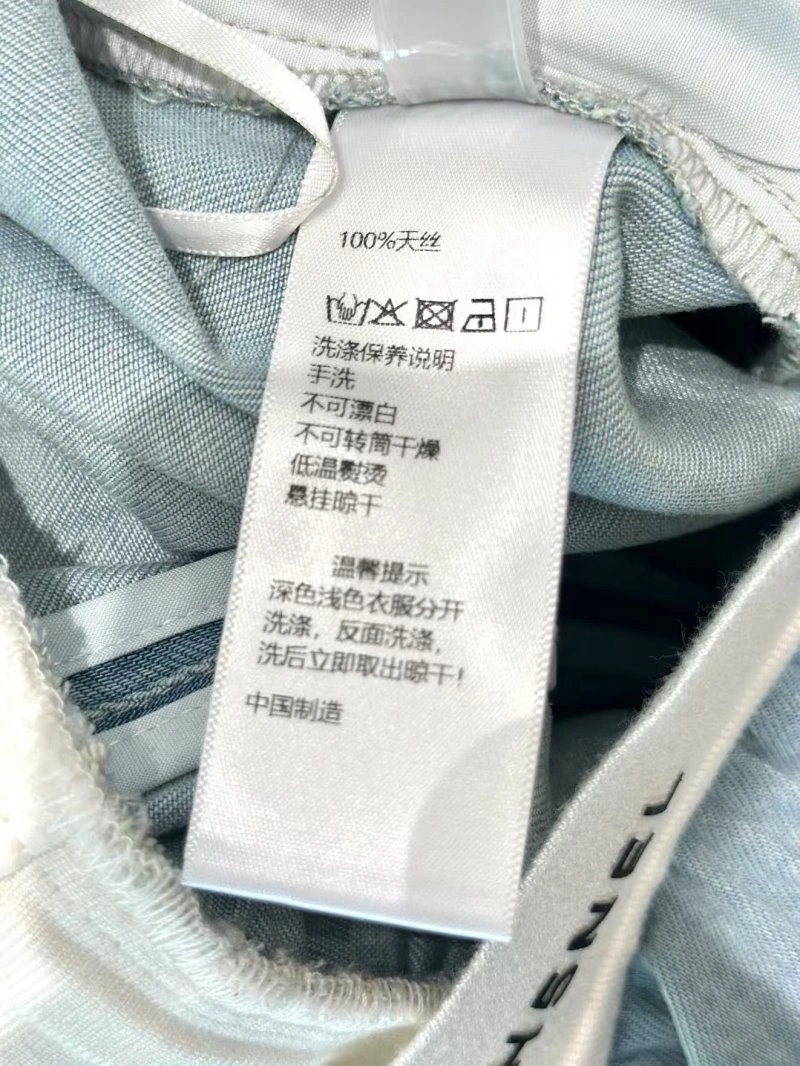 100%天丝
洗涤保养说明
手洗
不可漂白
不可转筒干燥
低温熨烫
悬挂晾干
温馨提示
深色浅色衣服分开
洗涤，反面洗涤，
洗后立即取出晾干！
中国制造